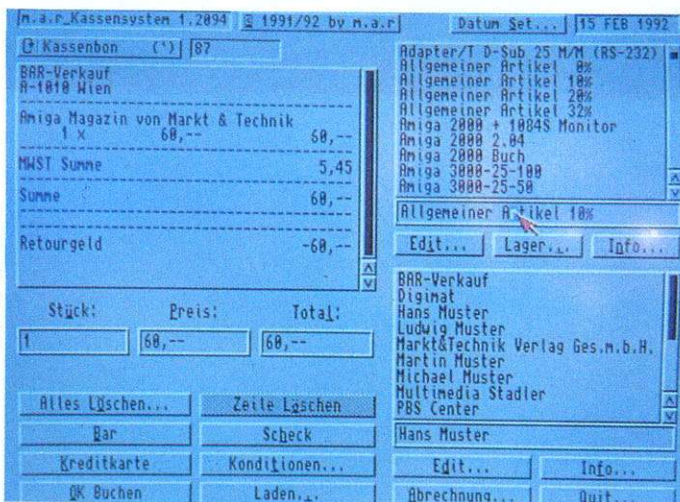 m.a.r_Kassensystem 1.2094
© 1991/92 by m.a.r
Datum Set...
15 FEB 1992
Kassenbon (')
87
BAR-Verkauf
A-1010 Wien
Amiga Magazin von Markt & Technik
1 x 60,-- 60,--
MWST Summe 5,45
Summe 60,--
Retourgeld -60,--
Stück: Preis: Total:
1 60,-- 60,--
Alles Löschen... Zeile Löschen
Bar Scheck
Kreditkarte Konditionen...
OK Buchen Laden...
Adapter/T D-Sub 25 M/M (RS-232)
Allgemeiner Artikel 0%
Allgemeiner Artikel 10%
Allgemeiner Artikel 20%
Allgemeiner Artikel 32%
Amiga 2000 + 1084S Monitor
Amiga 2000 2.04
Amiga 2000 Buch
Amiga 3000-25-100
Amiga 3000-25-50
Allgemeiner Artikel 10%
Edit... Lager... Info...
BAR-Verkauf
Digimat
Hans Muster
Ludwig Muster
Markt&Technik Verlag Ges.m.b.H.
Martin Muster
Michael Muster
Multimedia Stadler
PBS Center
Hans Muster
Edit... Info...
Abrechnung... Quit...